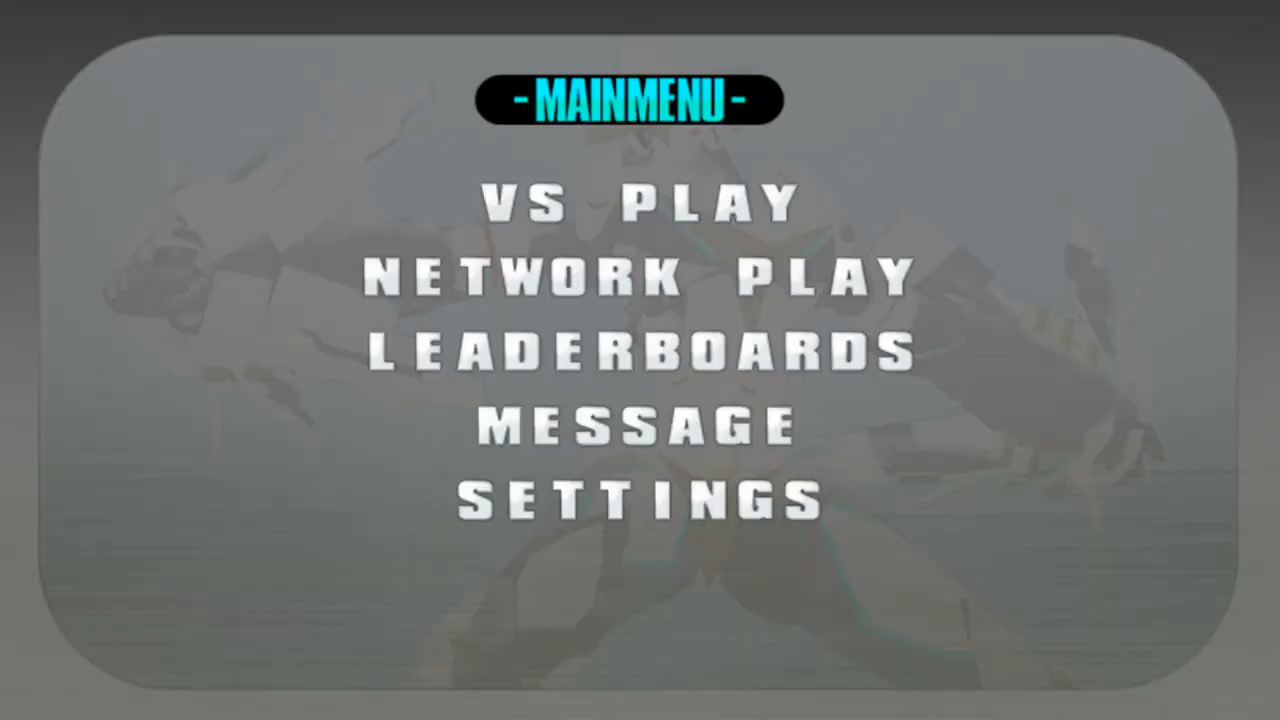 -MAINMENU-
VS PLAY
NETWORK PLAY
LEADERBOARDS
MESSAGE
SETTINGS